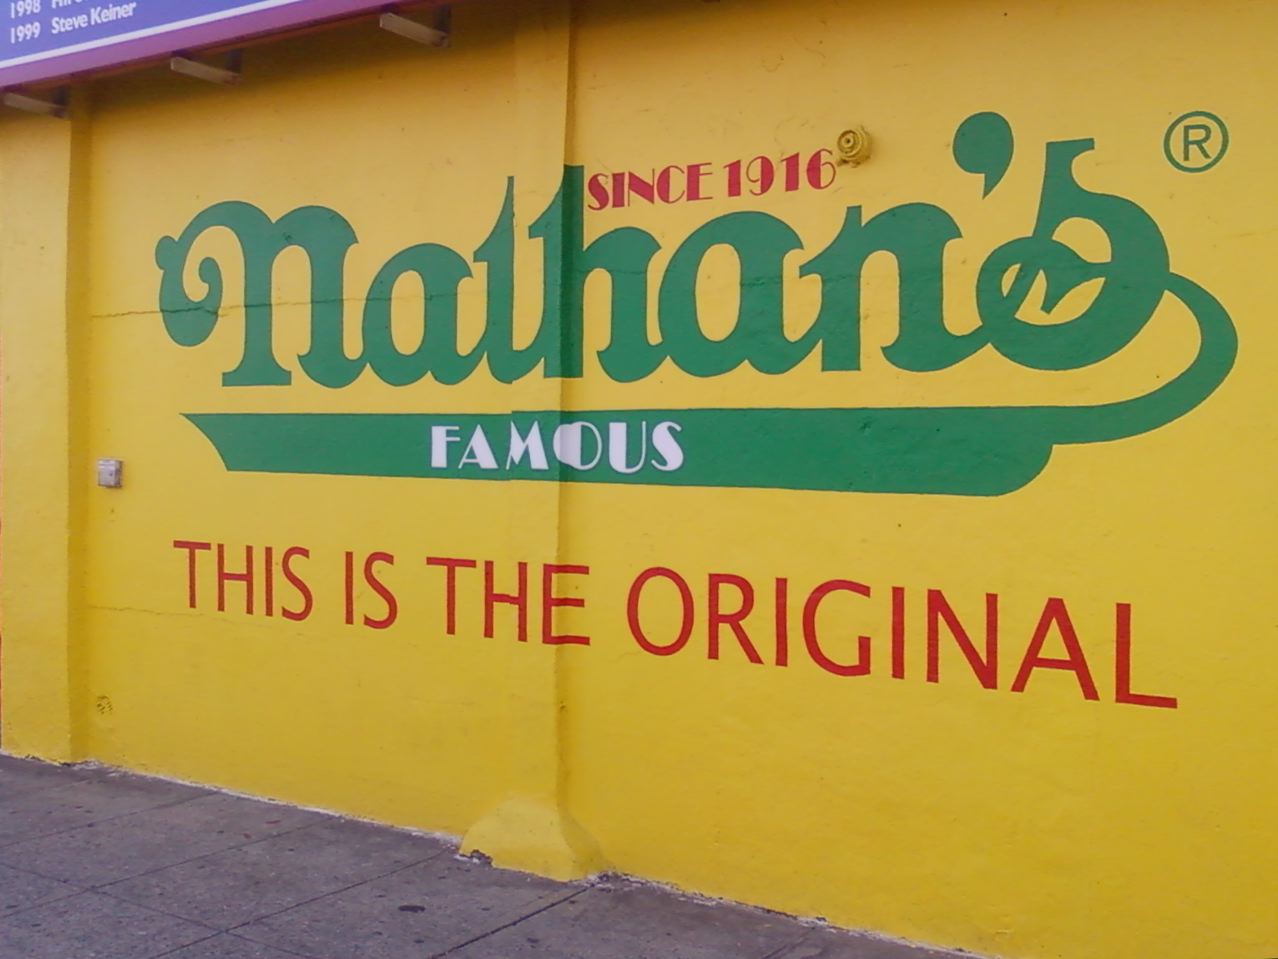 1998
1999 Steve Keiner
SINCE 1916
Nathan's ®
FAMOUS
THIS IS THE ORIGINAL